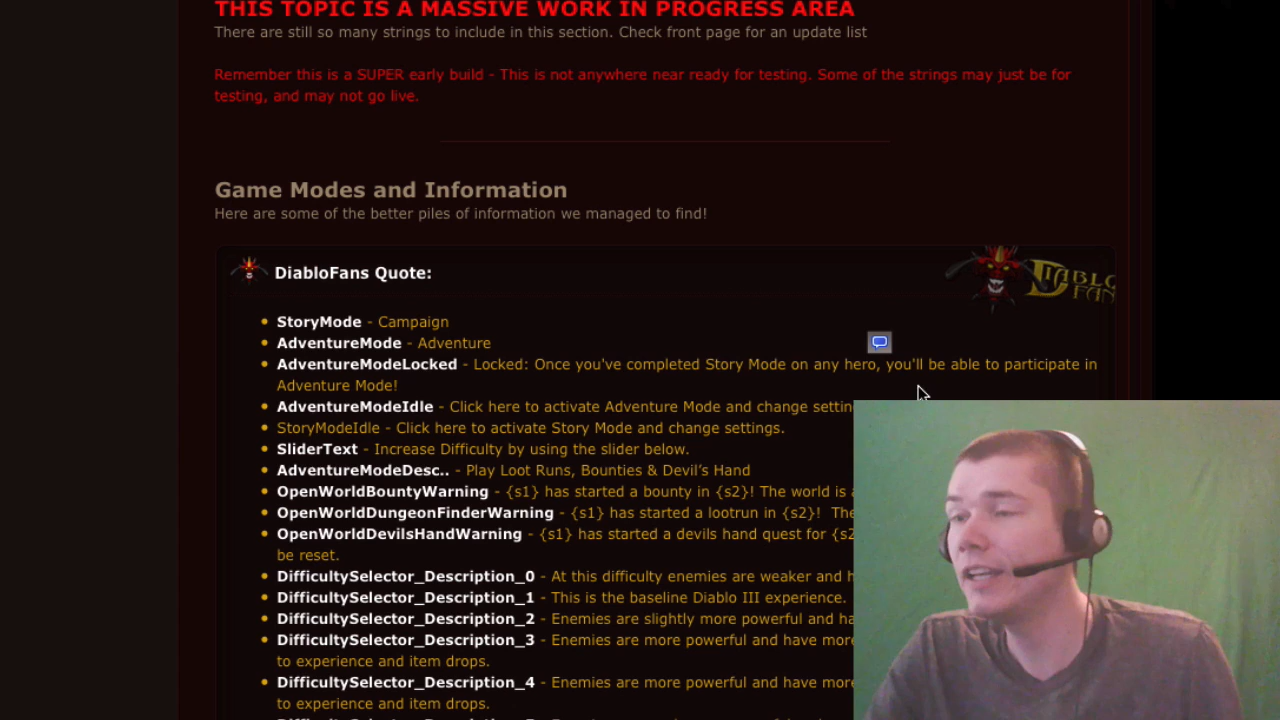 THIS TOPIC IS A MASSIVE WORK IN PROGRESS AREA
There are still so many strings to include in this section. Check front page for an update list
Remember this is a SUPER early build - This is not anywhere near ready for testing. Some of the strings may just be for
testing, and may not go live.
Game Modes and Information
Here are some of the better piles of information we managed to find!
DiabloFans Quote:
DIABLO
FAN
StoryMode - Campaign
AdventureMode - Adventure
AdventureModeLocked - Locked: Once you've completed Story Mode on any hero, you'll be able to participate in
Adventure Mode!
AdventureModeIdle - Click here to activate Adventure Mode and change
StoryModeIdle - Click here to activate Story Mode and change settings.
SliderText - Increase Difficulty by using the slider below.
AdventureModeDesc.. - Play Loot Runs, Bounties & Devil's Hand
OpenWorldBountyWarning - {s1} has started a bounty in {s2}! The world is
OpenWorldDungeonFinderWarning - {s1} has started a lootrun in {s2}! The
OpenWorldDevilsHandWarning - {s1} has started a devils hand quest for {s2
be reset.
DifficultySelector_Description_0 - At this difficulty enemies are weaker and
DifficultySelector_Description_1 - This is the baseline Diablo III experience.
DifficultySelector_Description_2 - Enemies are slightly more powerful and
DifficultySelector_Description_3 - Enemies are more powerful and have more
to experience and item drops.
DifficultySelector_Description_4 - Enemies are more powerful and have more
to experience and item drops.